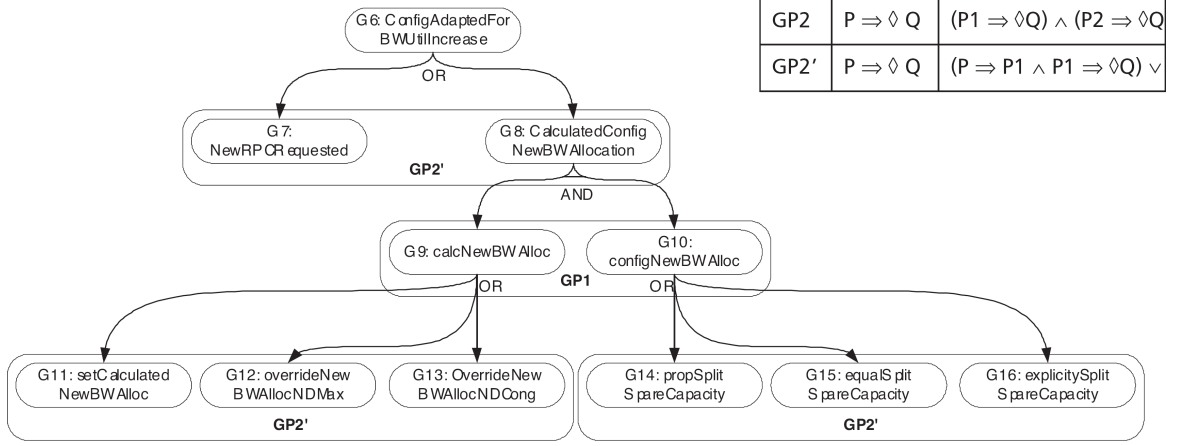 G6: ConfigAdaptedFor
BWUtilIncrease
OR
G7:
NewRPCRequested
G8: CalculatedConfig
NewBWAllocation
GP2'
AND
G9: calcNewBWAlloc
G10:
configNewBWAlloc
GP1
OR
OR
G11: setCalculated
NewBWAlloc
G12: overrideNew
BWAllocNDMax
G13: OverrideNew
BWAllocNDCong
GP2'
G14: propSplit
SpareCapacity
G15: equalSplit
SpareCapacity
G16: explicitySplit
SpareCapacity
GP2'
GP2 P ⇒ ◊ Q (P1 ⇒ ◊Q) ∧ (P2 ⇒ ◊Q
GP2′ P ⇒ ◊ Q (P ⇒ P1 ∧ P1 ⇒ ◊Q) ∨